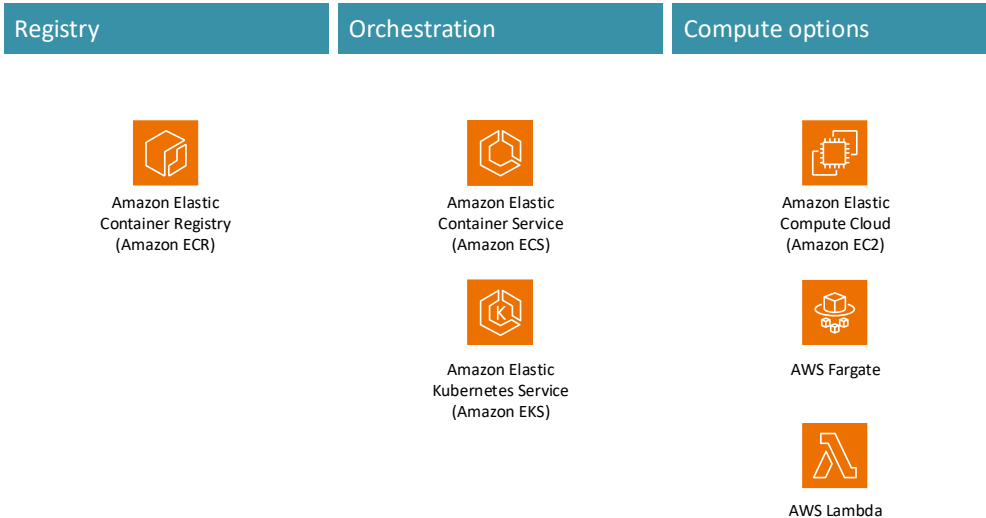 Registry
Orchestration
Compute options
Amazon Elastic
Container Registry
(Amazon ECR)
Amazon Elastic
Container Service
(Amazon ECS)
Amazon Elastic
Compute Cloud
(Amazon EC2)
K
Amazon Elastic
Kubernetes Service
(Amazon EKS)
AWS Fargate
AWS Lambda